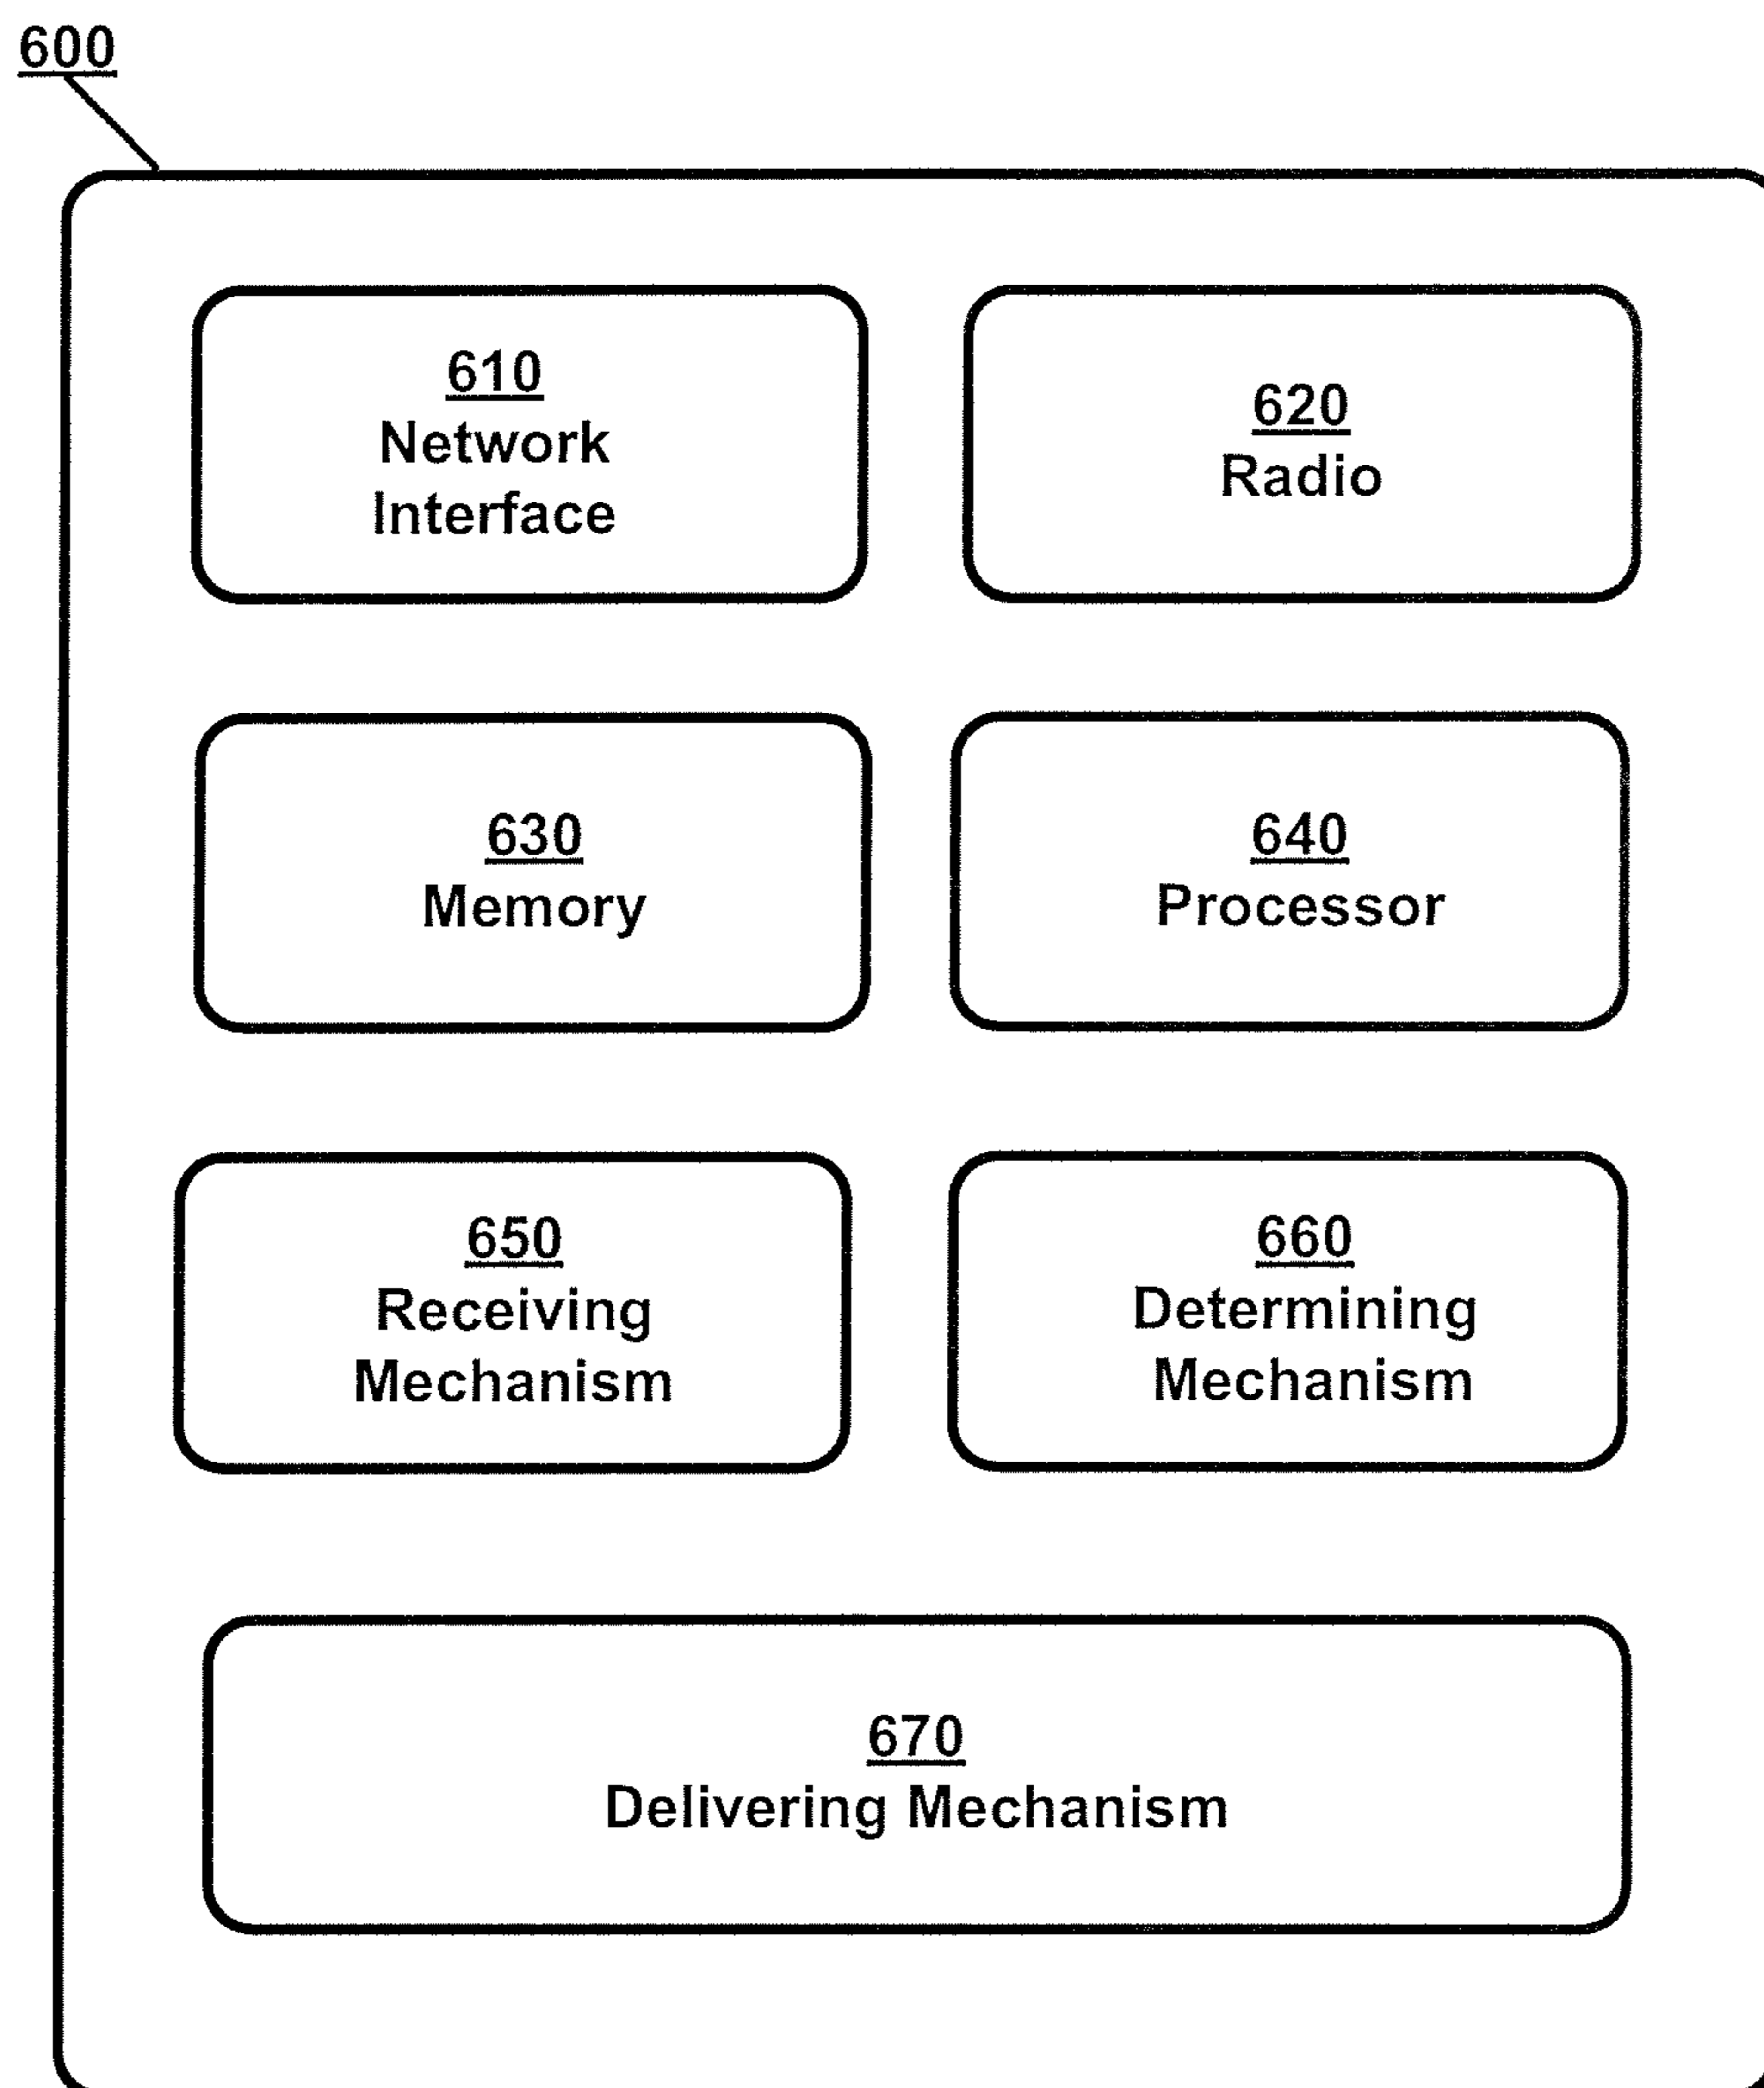 600
610
Network
Interface
620
Radio
630
Memory
640
Processor
650
Receiving
Mechanism
660
Determining
Mechanism
670
Delivering Mechanism